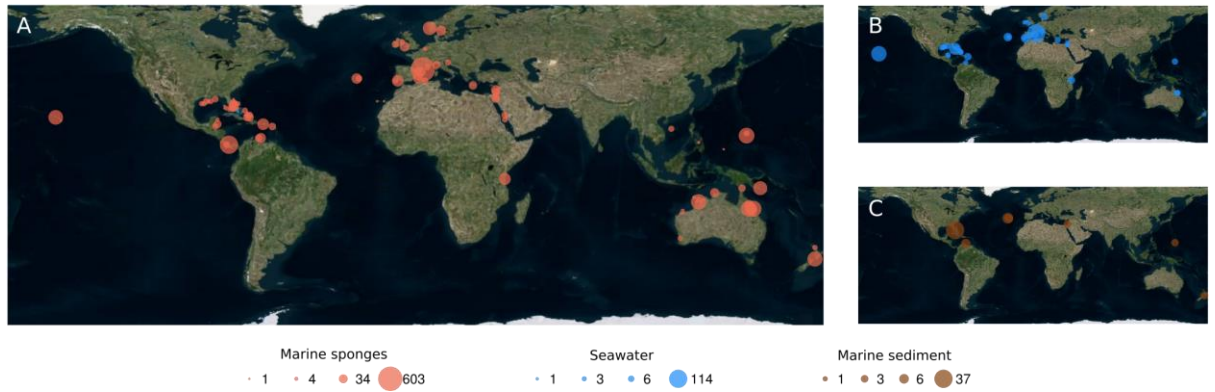 A
B
C
Marine sponges
1 4 34 603
Seawater
1 3 6 114
Marine sediment
1 3 6 37